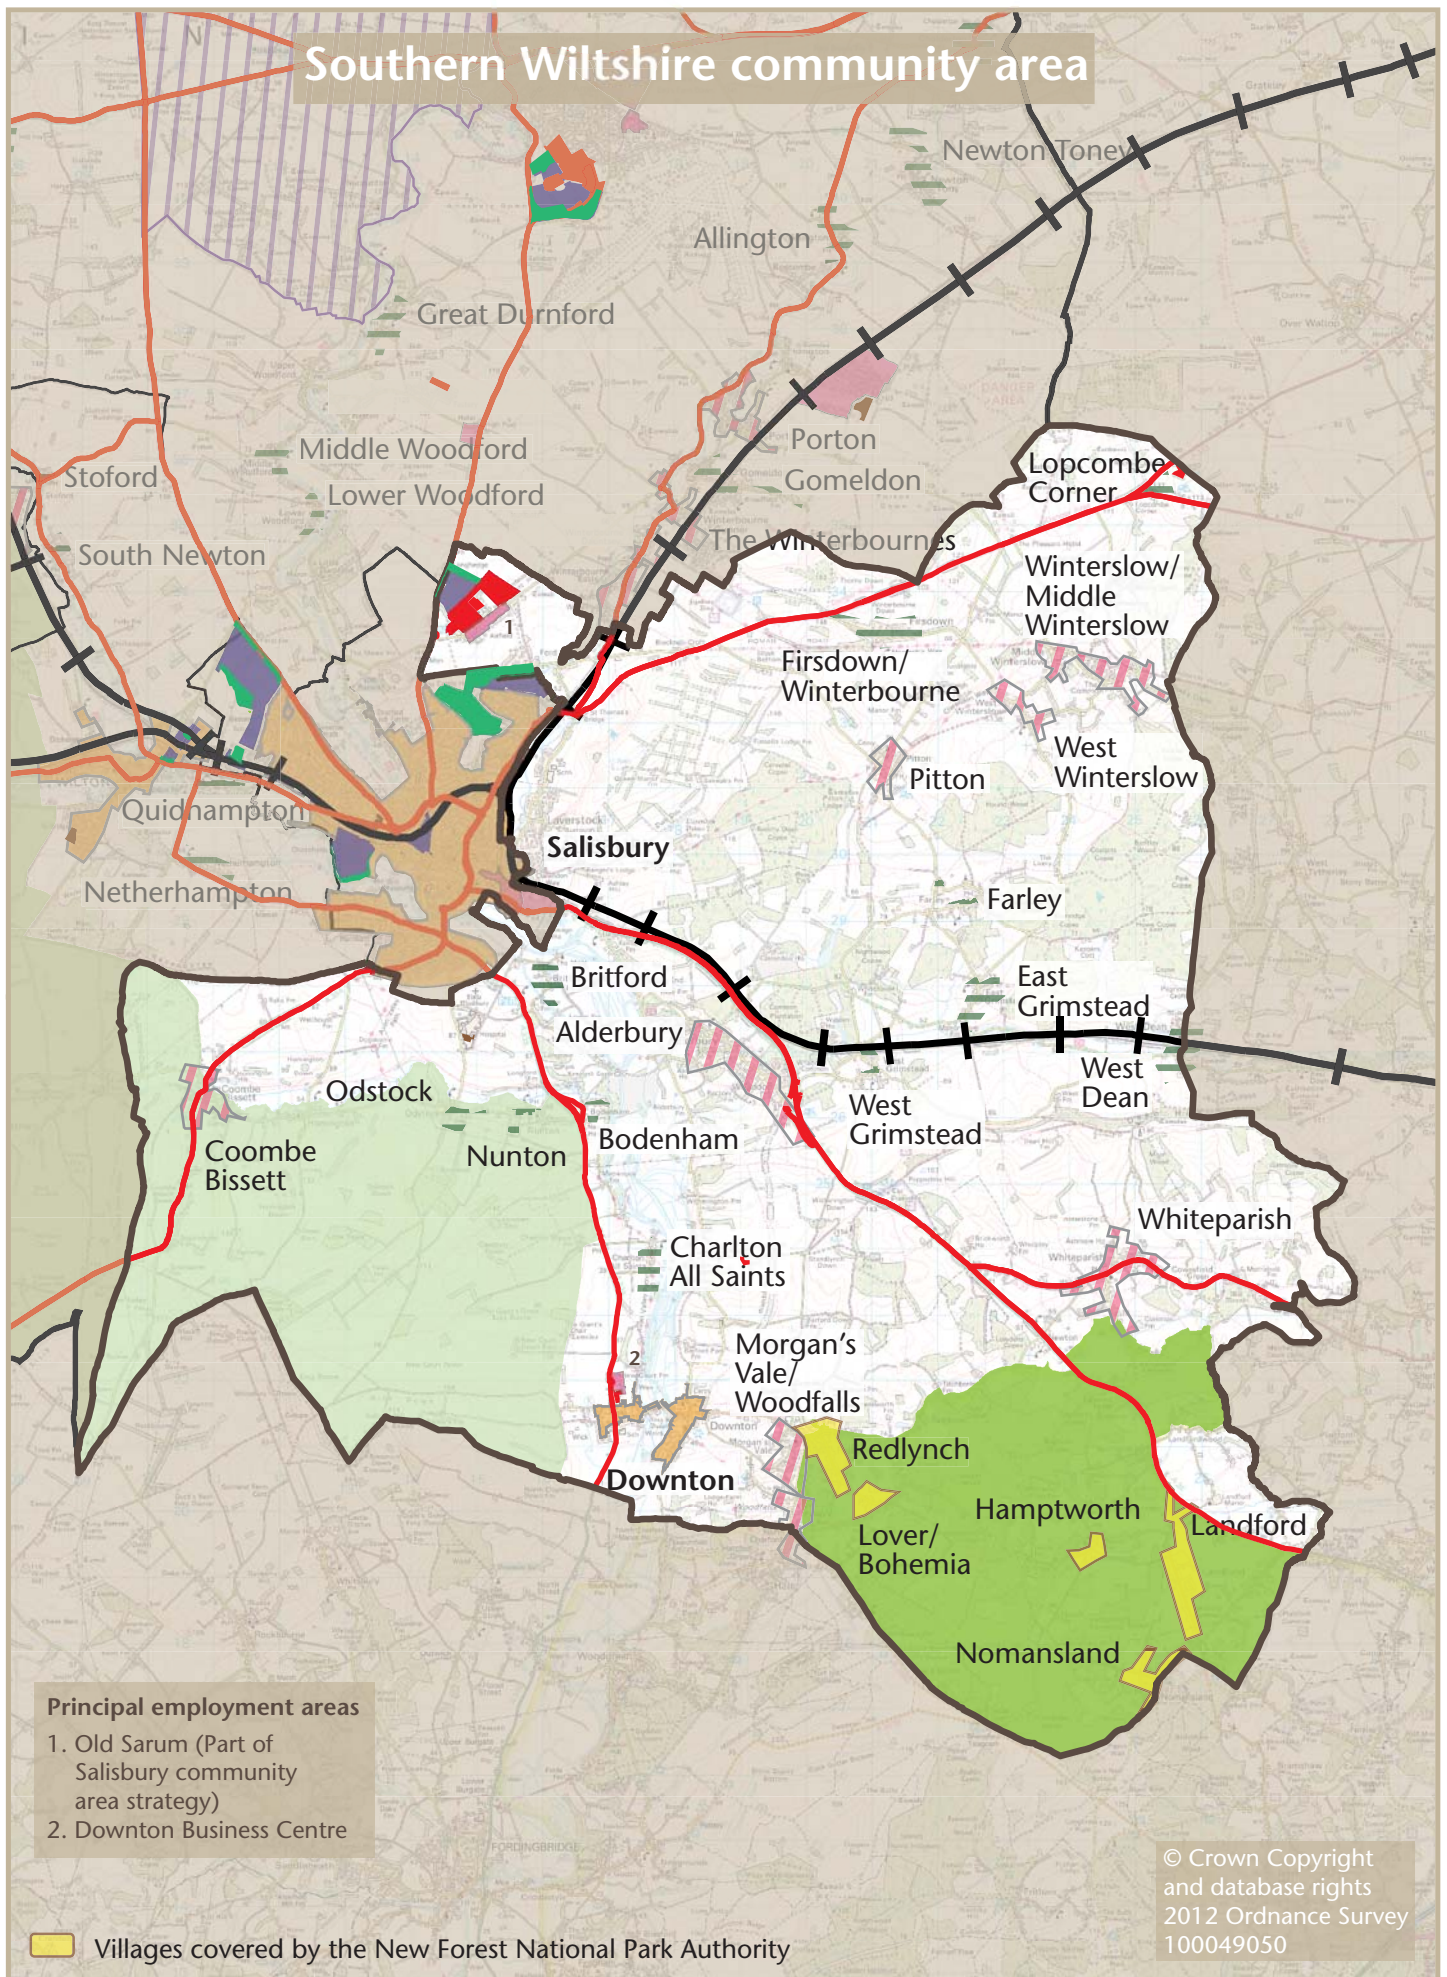 Southern Wiltshire community area
Newton Toney
Allington
Great Durnford
Middle Woodford
Stoford
Lower Woodford
South Newton
Porton
Gomeldon
The Winterbournes
Lopcombe
Corner
Winterslow/
Middle
Winterslow
1
Firsdown/
Winterbourne
West
Winterslow
Pitton
Quidhampton
Salisbury
Netherhampton
Farley
Britford
East
Grimstead
Alderbury
Odstock
West
Dean
West
Grimstead
Coombe
Bissett
Nunton
Bodenham
Whiteparish
Charlton
All Saints
2
Morgan's
Vale/
Woodfalls
Redlynch
Downton
Hamptworth
Landford
Lover/
Bohemia
Nomansland
FORDINGBRIDGE
DANGER
AREA
Principal employment areas
1. Old Sarum (Part of
Salisbury community
area strategy)
2. Downton Business Centre
© Crown Copyright
and database rights
2012 Ordnance Survey
100049050
Villages covered by the New Forest National Park Authority